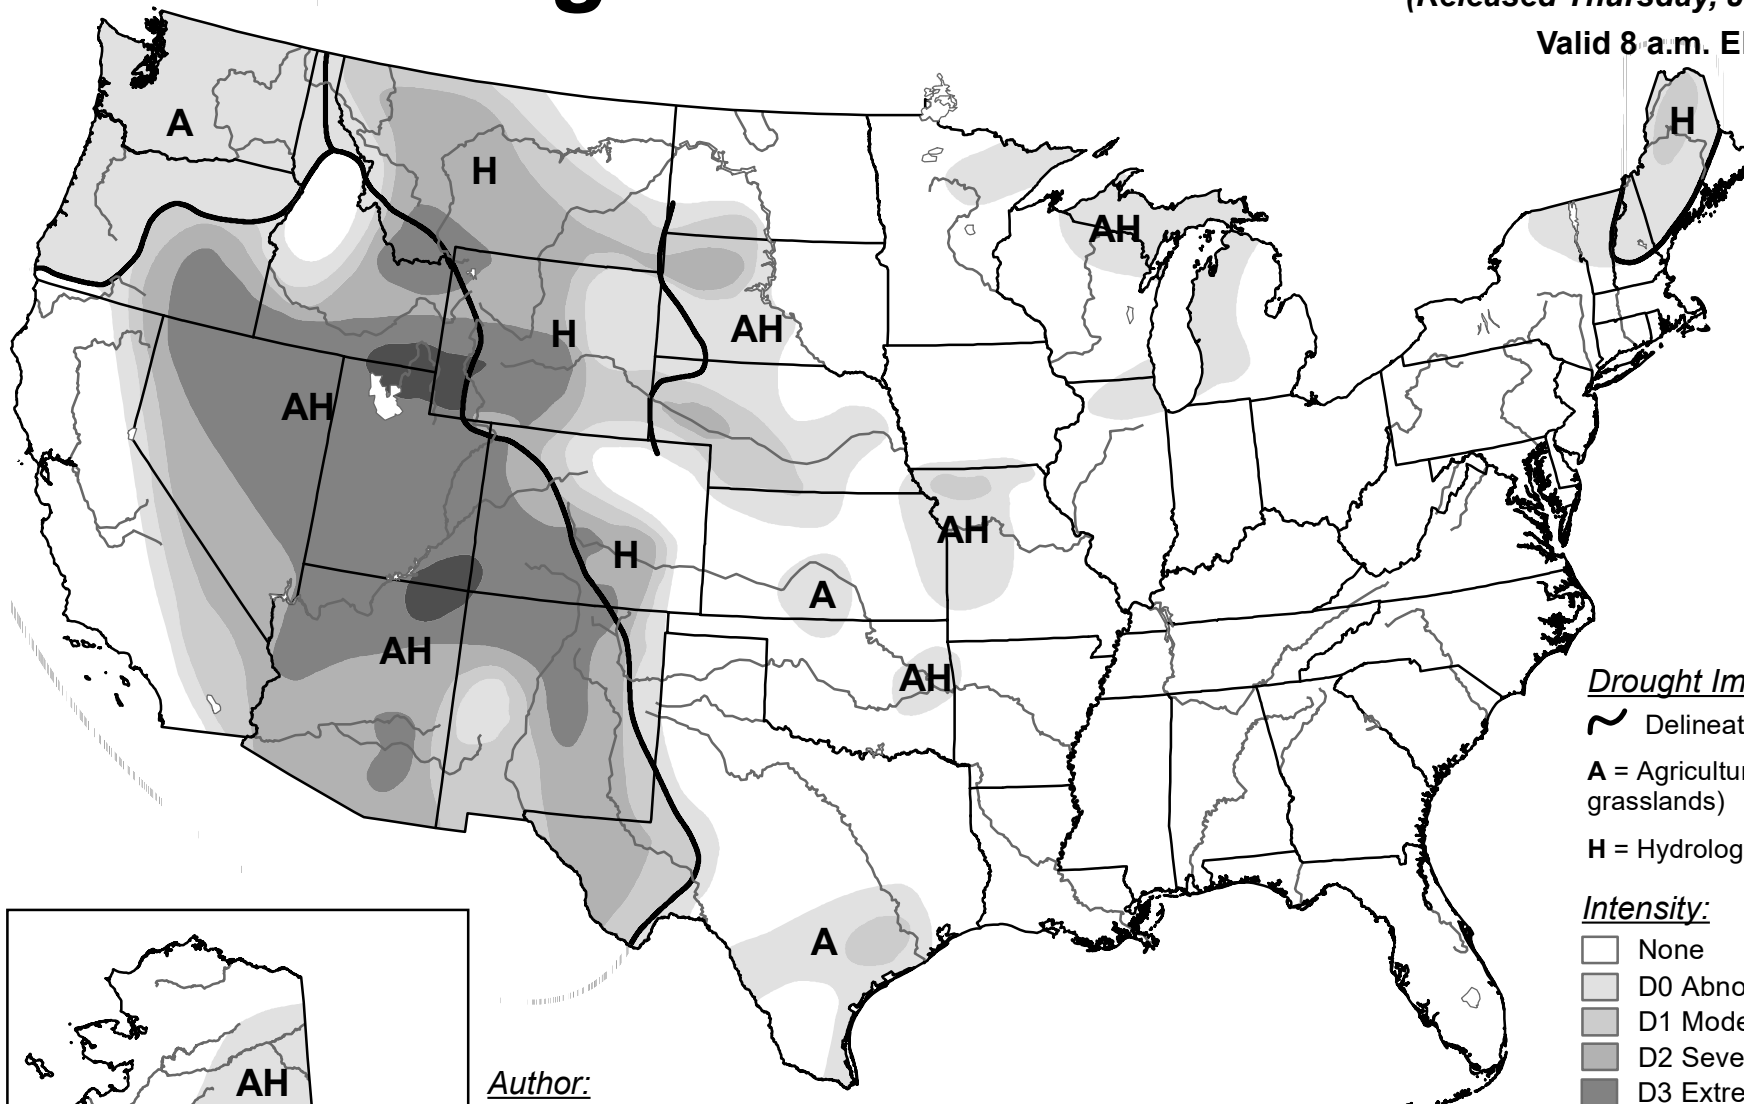 (Released Thursday, J
Valid 8 a.m. E
A
H
H
AH
H
AH
AH
AH
H
A
AH
AH
AH
A
AH
Drought Im
Delineat
A = Agricultur
grasslands)
H = Hydrolog
Intensity:
None
D0 Abno
D1 Mode
D2 Seve
D3 Extre
Author: